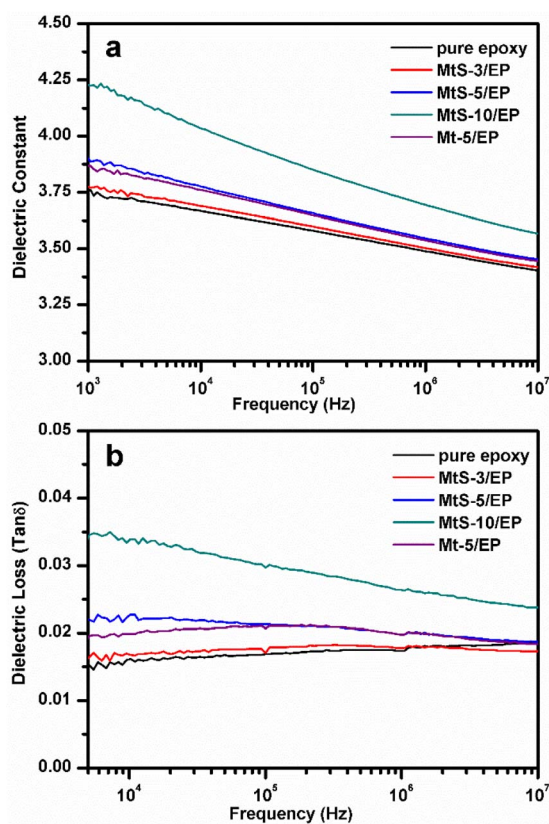 a
pure epoxy
MtS-3/EP
MtS-5/EP
MtS-10/EP
Mt-5/EP
4.50
4.25
4.00
3.75
3.50
3.25
3.00
Dielectric Constant
10³ 10⁴ 10⁵ 10⁶ 10⁷
Frequency (Hz)
b
pure epoxy
MtS-3/EP
MtS-5/EP
MtS-10/EP
Mt-5/EP
0.05
0.04
0.03
0.02
0.01
0.00
Dielectric Loss (Tanδ)
10⁴ 10⁵ 10⁶ 10⁷
Frequency (Hz)